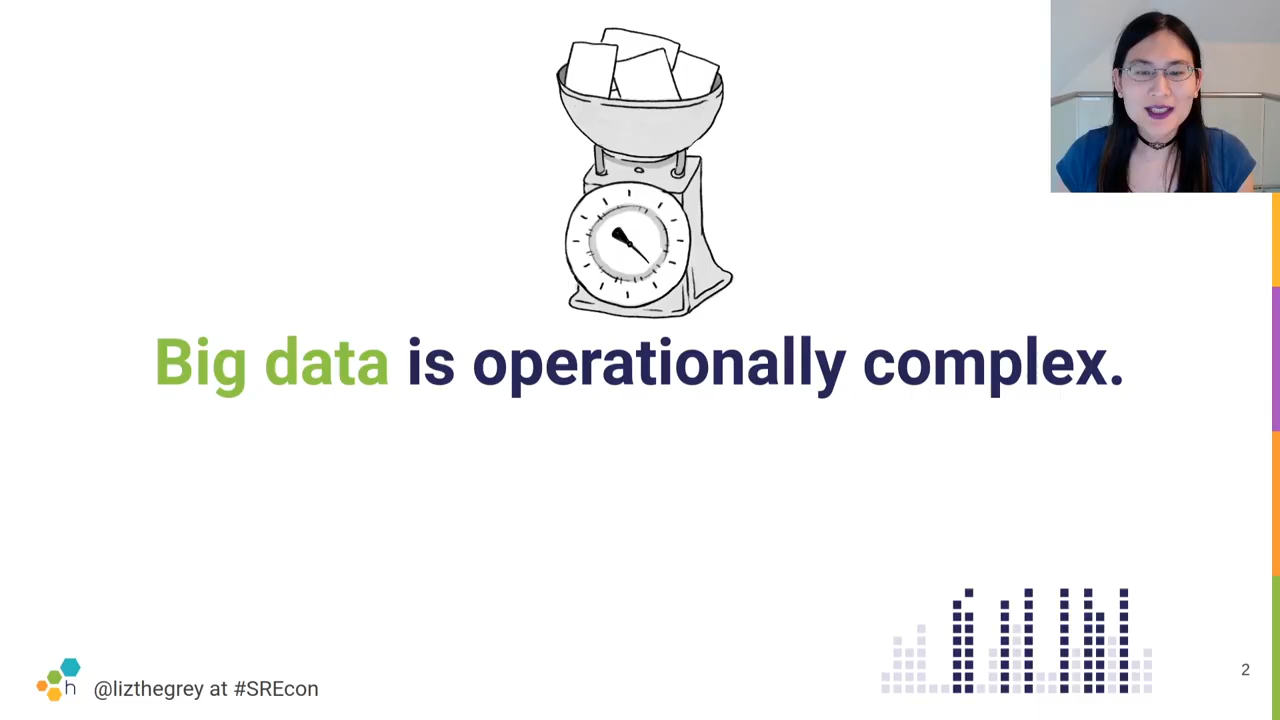 Big data is operationally complex.
h
@lizthegrey at #SREcon
2